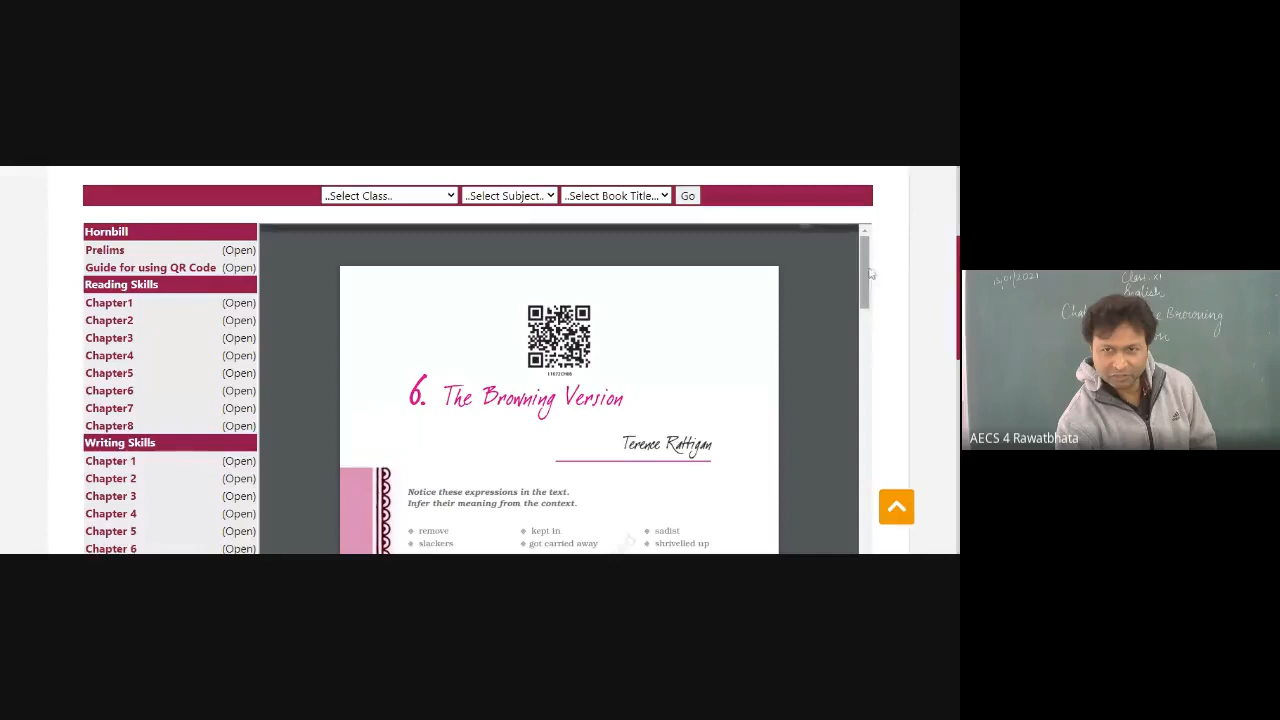 ..Select Class.. ..Select Subject.. ..Select Book Title... Go
Hornbill
Prelims (Open)
Guide for using QR Code (Open)
Reading Skills
Chapter1 (Open)
Chapter2 (Open)
Chapter3 (Open)
Chapter4 (Open)
Chapter5 (Open)
Chapter6 (Open)
Chapter7 (Open)
Chapter8 (Open)
Writing Skills
Chapter 1 (Open)
Chapter 2 (Open)
Chapter 3 (Open)
Chapter 4 (Open)
Chapter 5 (Open)
Chapter 6 (Open)
6. The Browning Version
Terence Rattigan
Notice these expressions in the text.
Infer their meaning from the context.
remove kept in sadist
slackers got carried away shrivelled up
Class. XI
English
Browning
AECS 4 Rawatbhata